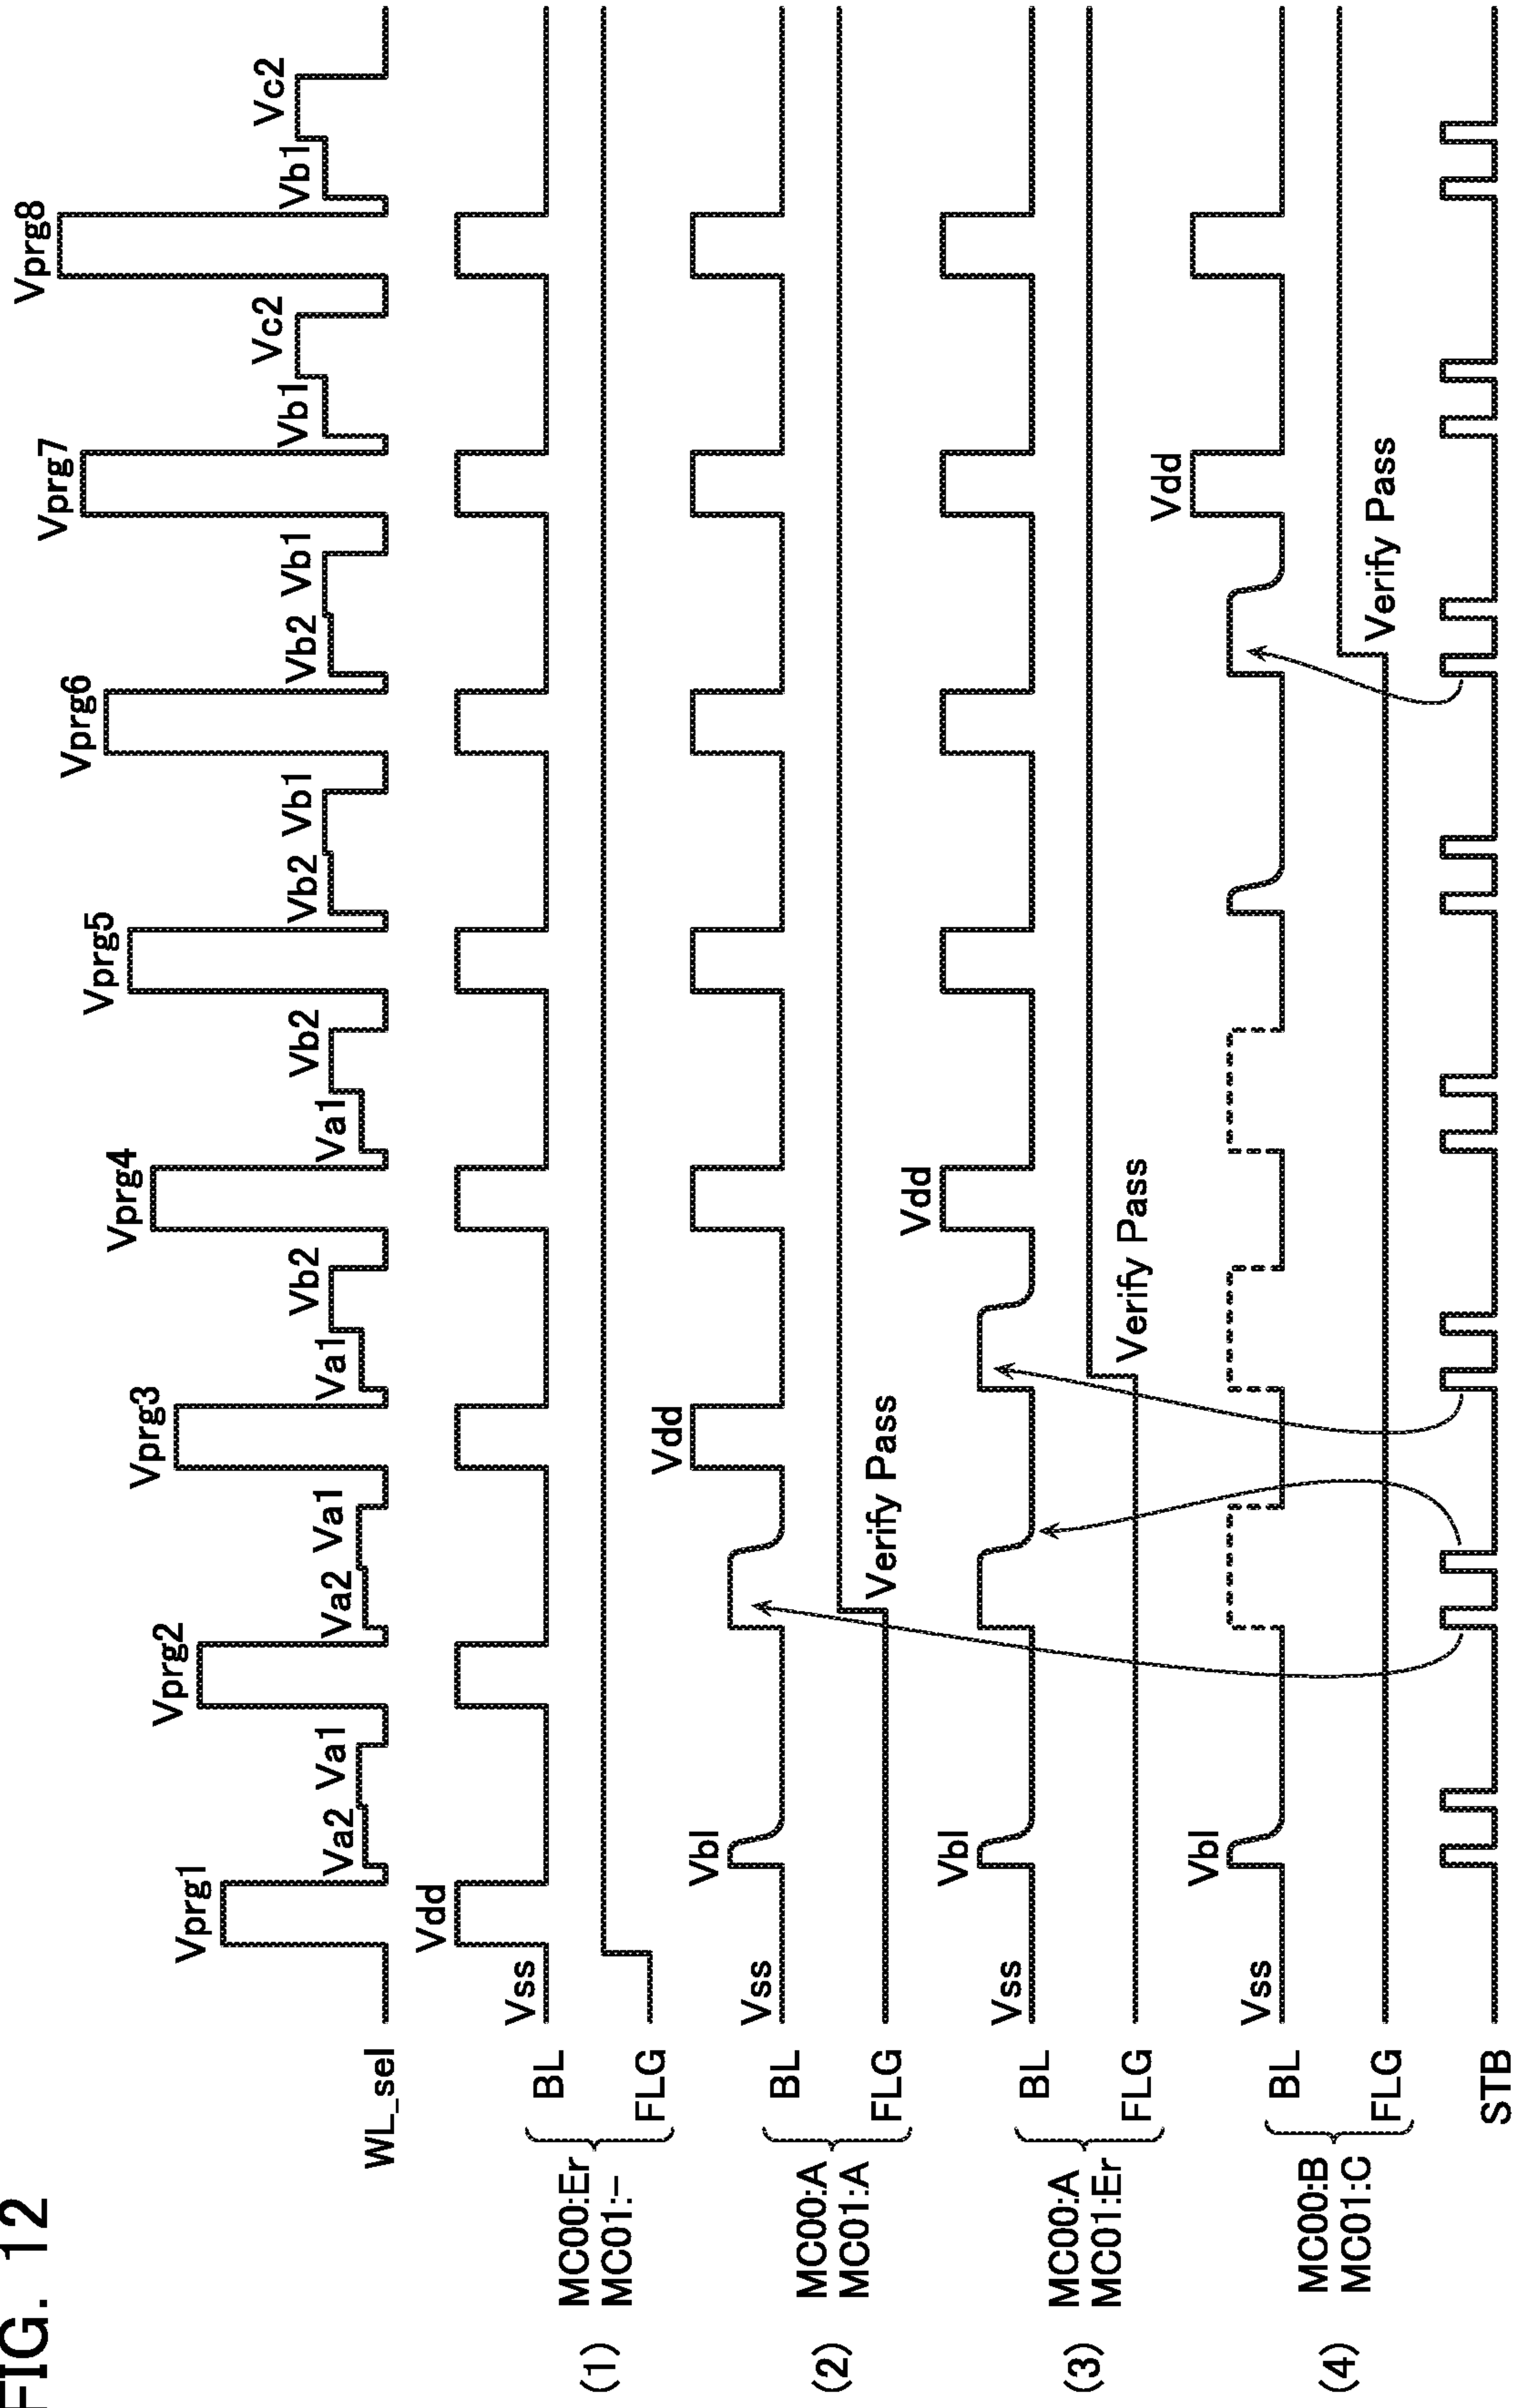 FIG. 12
Vprg1 Vprg2 Vprg3 Vprg4 Vprg5 Vprg6 Vprg7 Vprg8
Va2 Va1 Va2 Va1 Va1 Vb2 Va1 Vb2 Vb2 Vb1 Vb2 Vb1 Vb1 Vc2 Vb1 Vc2
WL_sel
Vdd
Vss
(1)
MC00:Er
MC01:-
BL
FLG
Vdd
Vbl
Vss
(2)
MC00:A
MC01:A
BL
FLG
Verify Pass
Vdd
Vbl
Vss
(3)
MC00:A
MC01:Er
BL
FLG
Verify Pass
Vdd
Vbl
Vss
(4)
MC00:B
MC01:C
BL
FLG
Verify Pass
STB